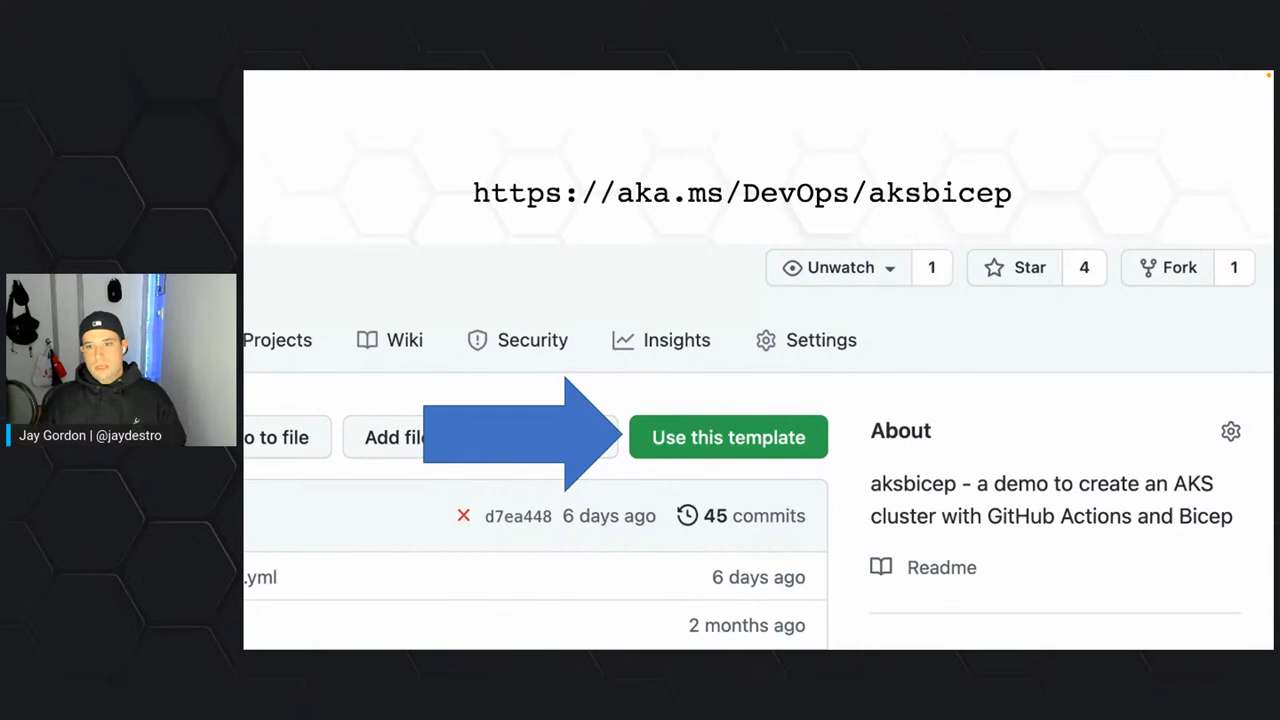 https://aka.ms/DevOps/aksbicep
Unwatch 1 Star 4 Fork 1
Projects Wiki Security Insights Settings
o to file Add fil Use this template About
aksbicep - a demo to create an AKS
cluster with GitHub Actions and Bicep
d7ea448 6 days ago 45 commits
Readme
.yml 6 days ago
2 months ago
Jay Gordon | @jaydestro